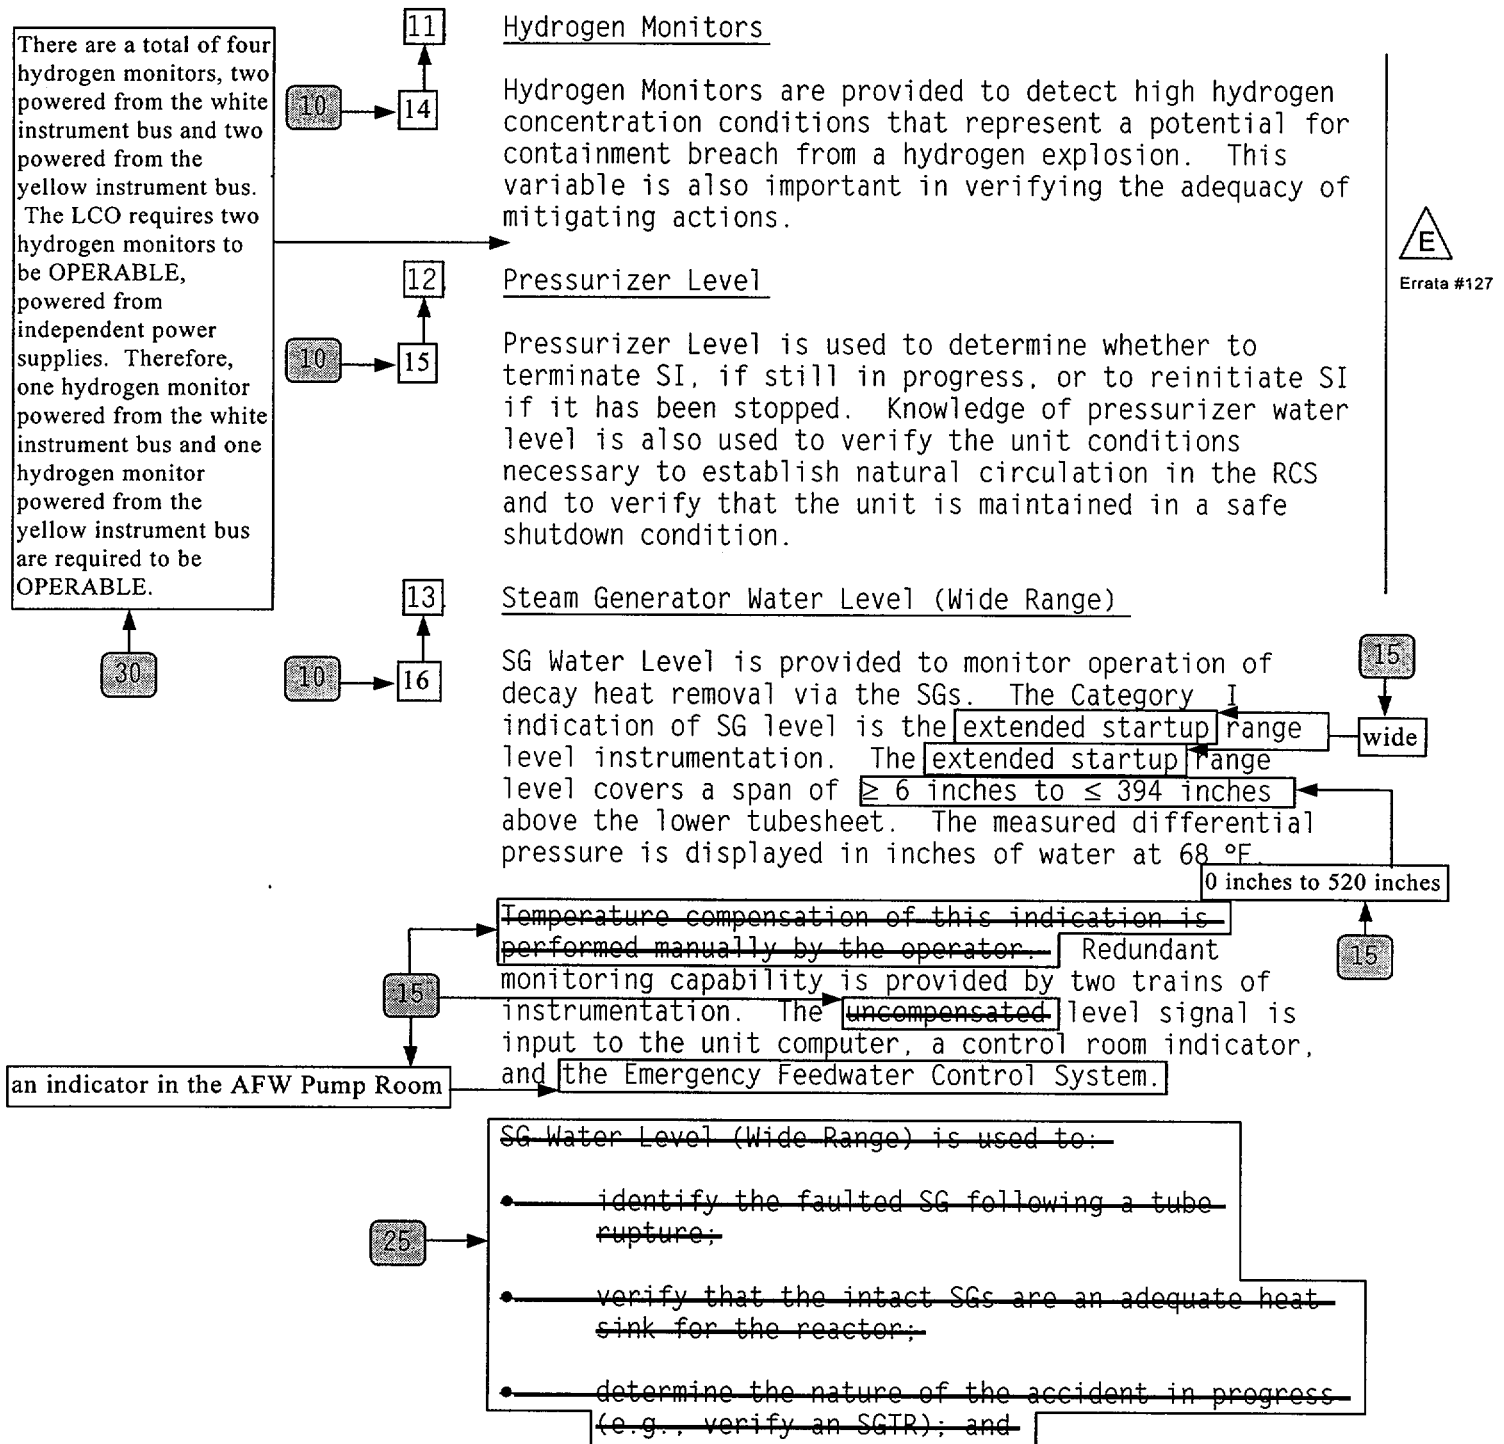 There are a total of four
hydrogen monitors, two
powered from the white
instrument bus and two
powered from the
yellow instrument bus.
The LCO requires two
hydrogen monitors to
be OPERABLE,
powered from
independent power
supplies. Therefore,
one hydrogen monitor
powered from the white
instrument bus and one
hydrogen monitor
powered from the
yellow instrument bus
are required to be
OPERABLE.
30
11 Hydrogen Monitors
10 14
Hydrogen Monitors are provided to detect high hydrogen
concentration conditions that represent a potential for
containment breach from a hydrogen explosion. This
variable is also important in verifying the adequacy of
mitigating actions.
E
Errata #127
12 Pressurizer Level
10 15
Pressurizer Level is used to determine whether to
terminate SI, if still in progress, or to reinitiate SI
if it has been stopped. Knowledge of pressurizer water
level is also used to verify the unit conditions
necessary to establish natural circulation in the RCS
and to verify that the unit is maintained in a safe
shutdown condition.
13 Steam Generator Water Level (Wide Range)
10 16
SG Water Level is provided to monitor operation of
decay heat removal via the SGs. The Category I
indication of SG level is the extended startup range
level instrumentation. The extended startup range
level covers a span of ≥ 6 inches to ≤ 394 inches
above the lower tubesheet. The measured differential
pressure is displayed in inches of water at 68 °F.
15
wide
0 inches to 520 inches
15
Temperature compensation of this indication is
performed manually by the operator. Redundant
monitoring capability is provided by two trains of
instrumentation. The uncompensated level signal is
input to the unit computer, a control room indicator,
and the Emergency Feedwater Control System.
15
an indicator in the AFW Pump Room
SG Water Level (Wide Range) is used to:
• identify the faulted SG following a tube
rupture;
25
• verify that the intact SGs are an adequate heat
sink for the reactor;
• determine the nature of the accident in progress
(e.g., verify an SGTR); and